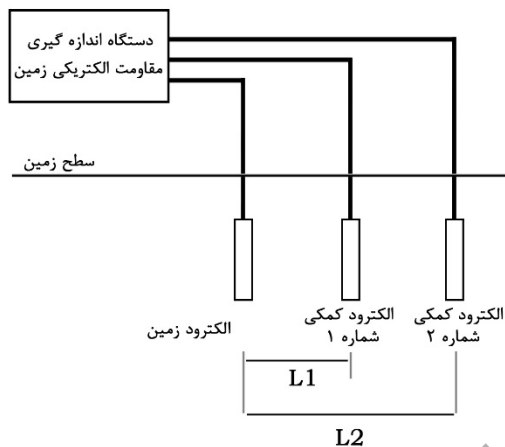 دستگاه اندازه گیری
مقاومت الکتریکی زمین
سطح زمین
الکترود زمین
الکترود کمکی
شماره ۱
الکترود کمکی
شماره ۲
L1
L2